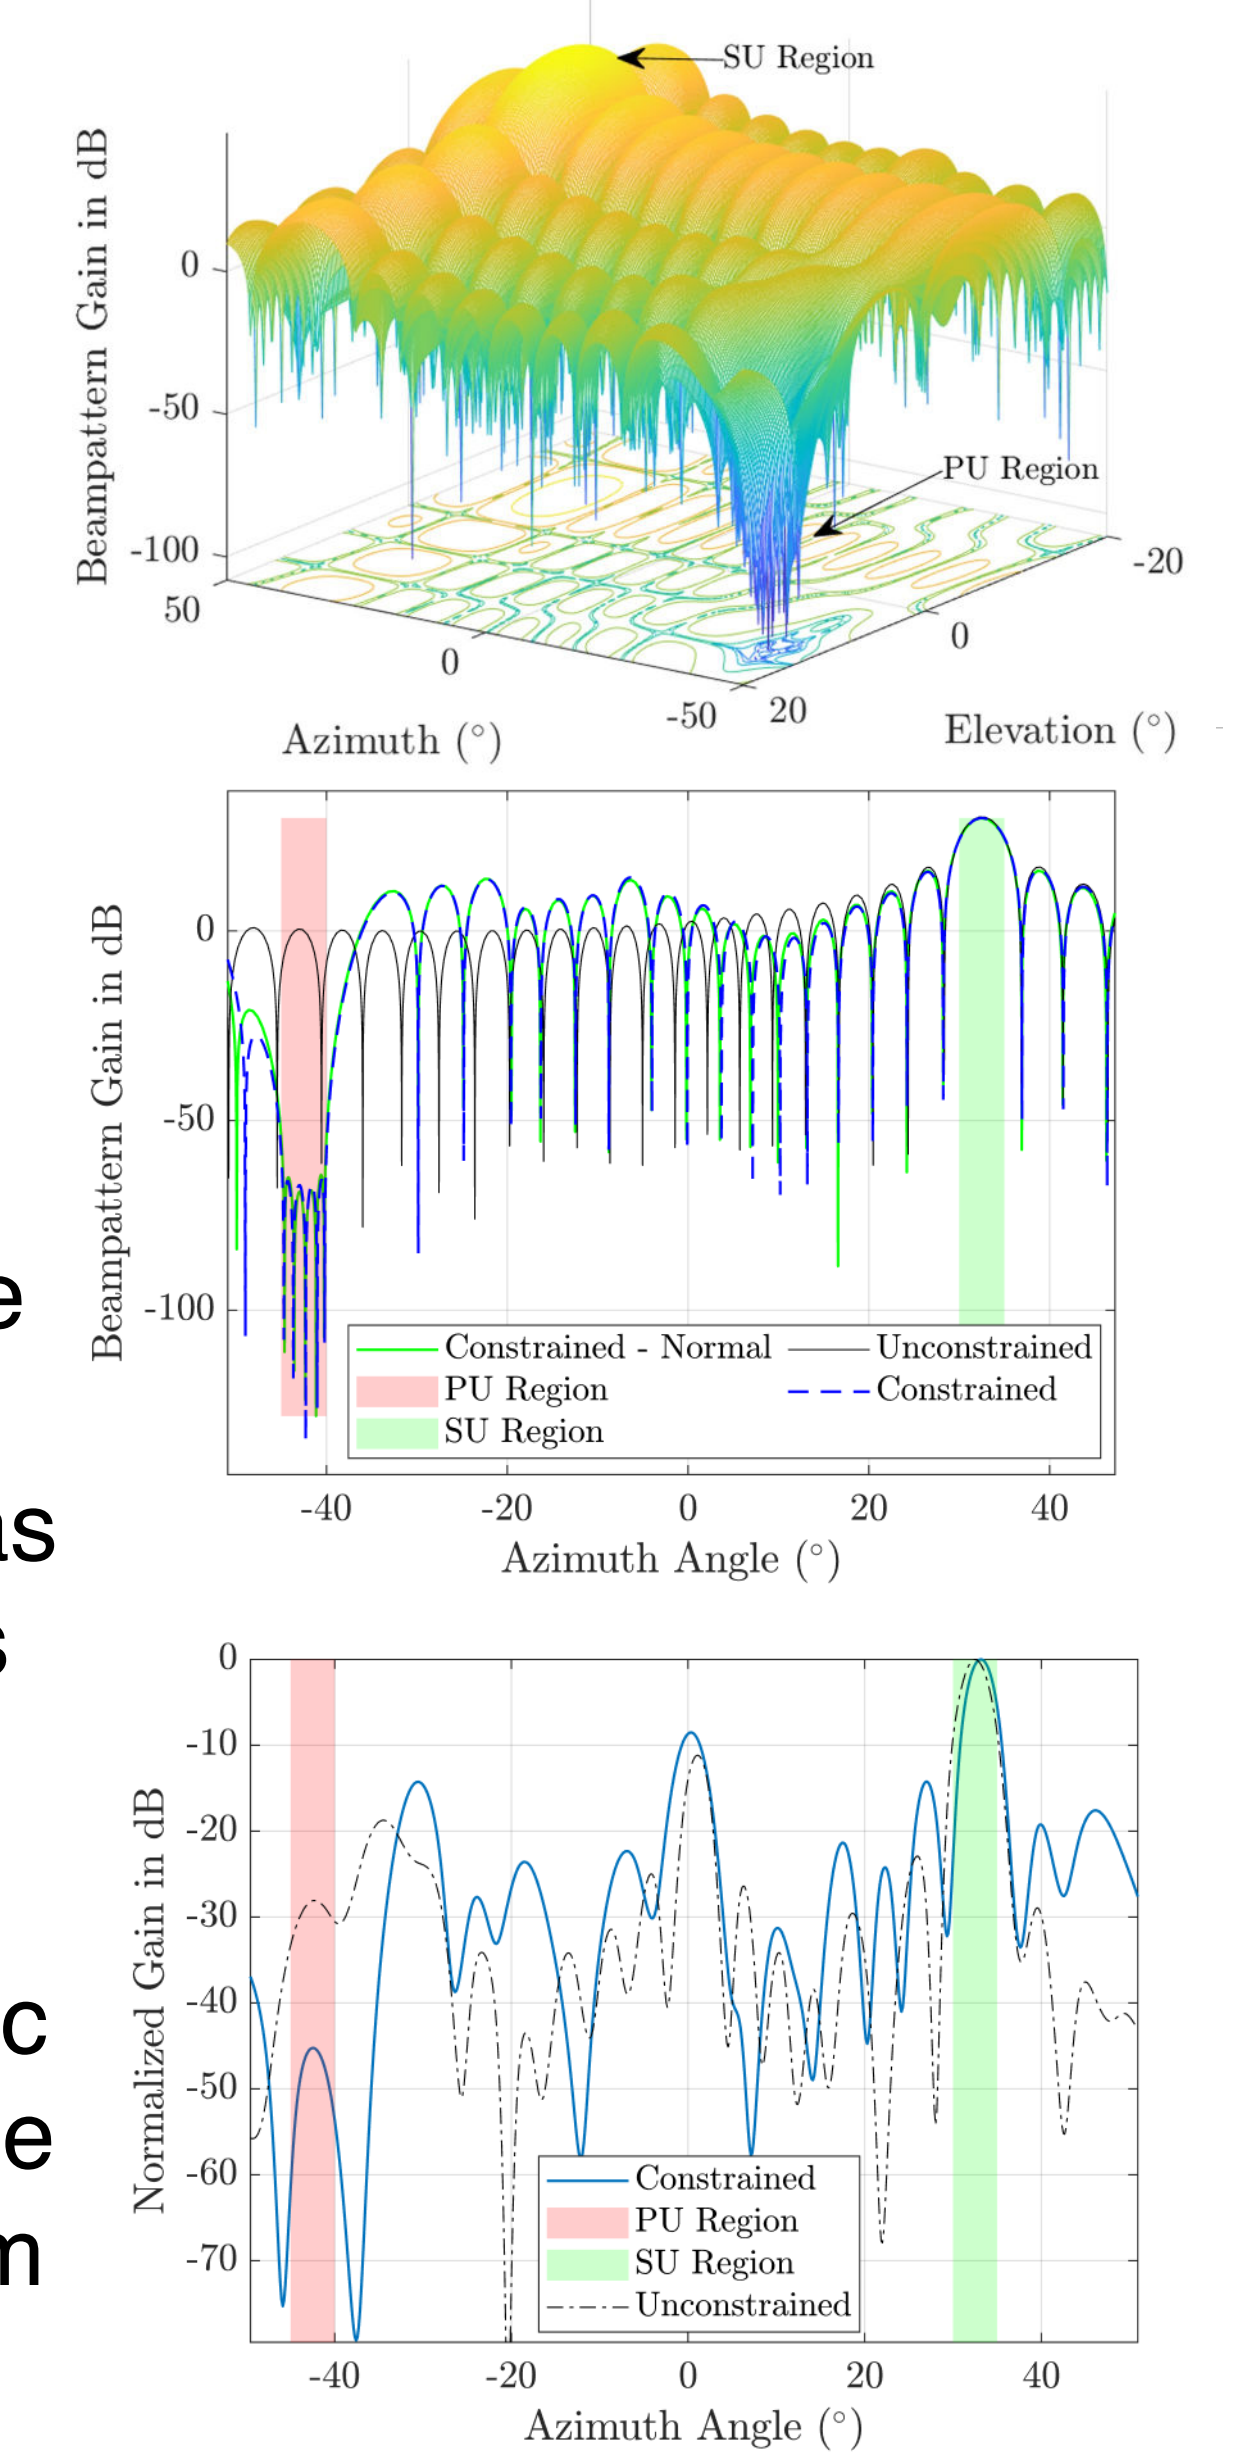 SU Region
Beampattern Gain in dB
0
-50
PU Region
-100
50
0
-50
20
0
-20
Azimuth (°)
Elevation (°)
Beampattern Gain in dB
0
-50
-100
e
Constrained - Normal
Unconstrained
PU Region
Constrained
SU Region
-40 -20 0 20 40
as
Azimuth Angle (°)
s
Normalized Gain in dB
0
-10
-20
-30
-40
c
-50
e
-60
-70
m
Constrained
PU Region
SU Region
Unconstrained
-40 -20 0 20 40
Azimuth Angle (°)